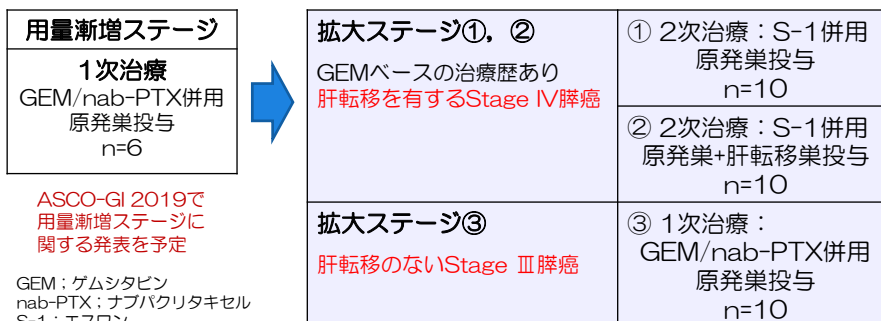 用量漸増ステージ
1次治療
GEM/nab-PTX併用
原発巣投与
n=6
ASCO-GI 2019で
用量漸増ステージに
関する発表を予定
GEM；ゲムシタビン
nab-PTX；ナブパクリタキセル
S-1；エスワン
拡大ステージ①，②
GEMベースの治療歴あり
肝転移を有するStage Ⅳ膵癌
① 2次治療：S-1併用
原発巣投与
n=10
② 2次治療：S-1併用
原発巣+肝転移巣投与
n=10
拡大ステージ③
肝転移のないStage Ⅲ膵癌
③ 1次治療：
GEM/nab-PTX併用
原発巣投与
n=10